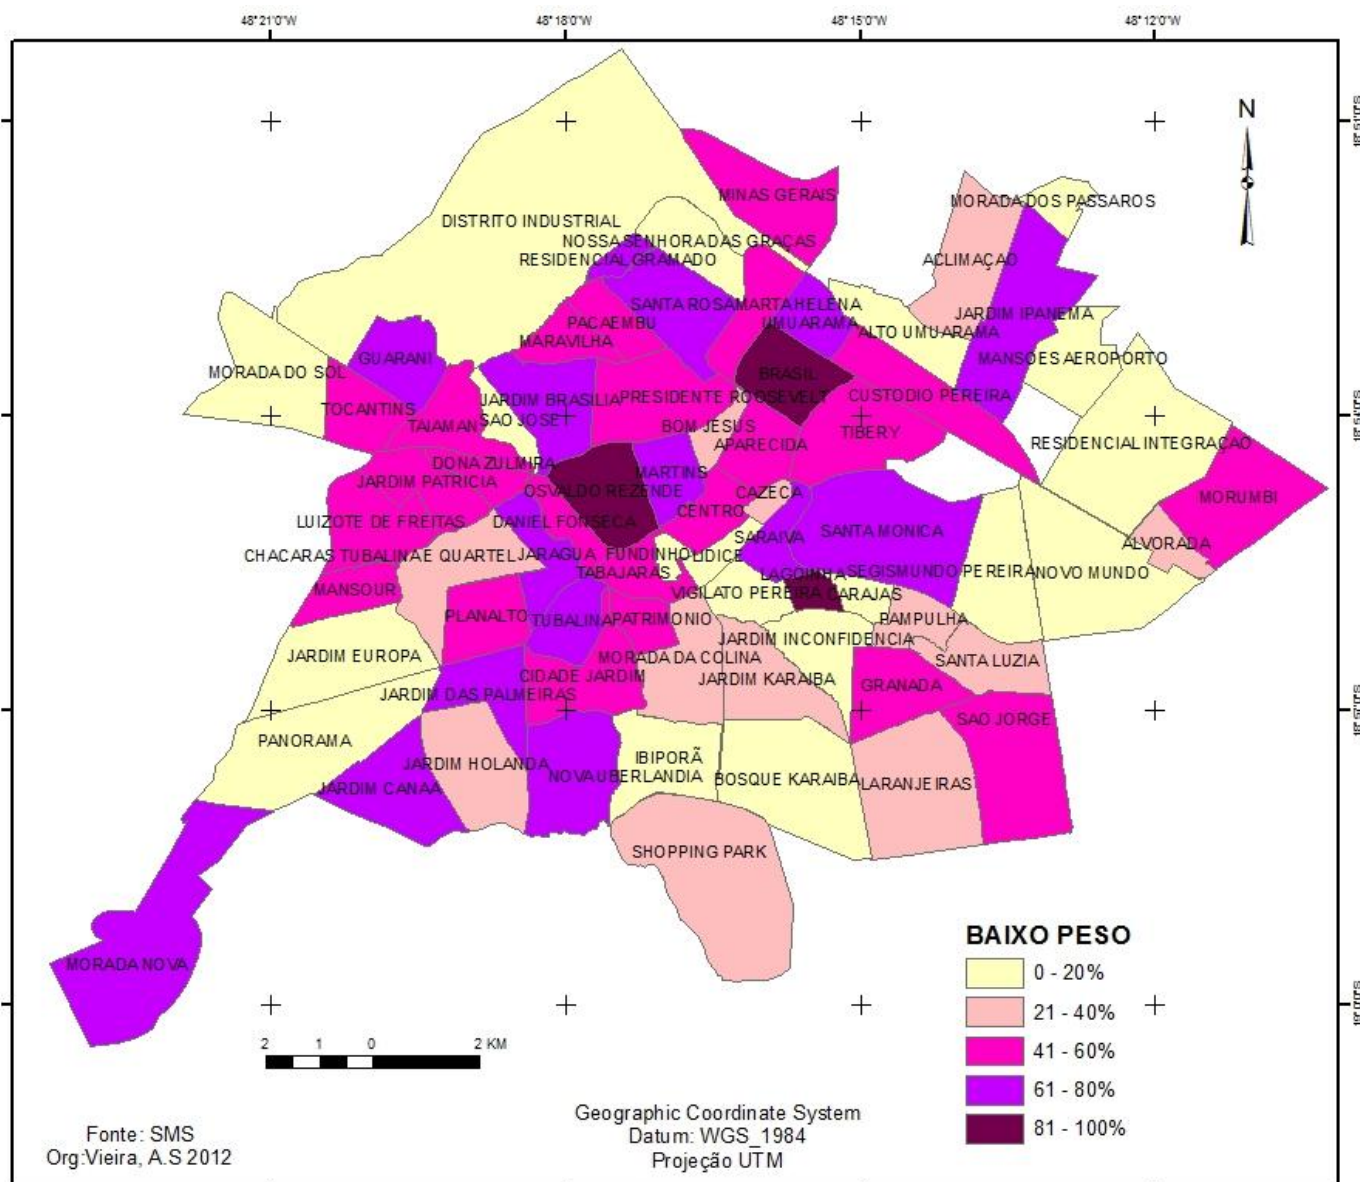 48°21'0"W
48°18'0"W
48°15'0"W
48°12'0"W
N
MINAS GERAIS
MORADA DOS PASSAROS
DISTRITO INDUSTRIAL
NOSSA SENHORA DAS GRAÇAS
RESIDENCIAL GRAMADO
ACLIMAÇAO
SANTA ROSA
MARTA HELENA
JARDIM IPANEMA
PACAEMBU
UMUARAMA
ALTO UMUARAMA
MARAVILHA
GUARANI
MANSOES AEROPORTO
MORADA DO SOL
BRASIL
JARDIM BRASILIA
PRESIDENTE ROOSEVELT
CUSTODIO PEREIRA
TOCANTINS
SAO JOSE
TAIAMAN
BOM JESUS
TIBERY
APARECIDA
RESIDENCIAL INTEGRAÇAO
DONA ZULMIRA
MARTINS
JARDIM PATRICIA
OSVALDO REZENDE
CAZECA
MORUMBI
CENTRO
LUIZOTE DE FREITAS
DANIEL FONSECA
SARAIVA
SANTA MONICA
ALVORADA
CHACARAS TUBALINA E QUARTEL
JARAGUA
FUNDINHO
LIDICE
TABAJARAS
LAGOINHA
SEGISMUNDO PEREIRA
NOVO MUNDO
MANSOUR
VIGILATO PEREIRA
CARAJAS
PLANALTO
TUBALINA
PATRIMONIO
PAMPULHA
JARDIM INCONFIDENCIA
JARDIM EUROPA
MORADA DA COLINA
SANTA LUZIA
CIDADE JARDIM
JARDIM KARAIBA
GRANADA
JARDIM DAS PALMEIRAS
SAO JORGE
PANORAMA
JARDIM HOLANDA
IBIPORÃ
NOVA UBERLANDIA
BOSQUE KARAIBA
LARANJEIRAS
JARDIM CANAA
SHOPPING PARK
MORADA NOVA
BAIXO PESO
0 - 20%
21 - 40%
41 - 60%
61 - 80%
81 - 100%
2 1 0 2 KM
Fonte: SMS
Org:Vieira, A.S 2012
Geographic Coordinate System
Datum: WGS_1984
Projeção UTM